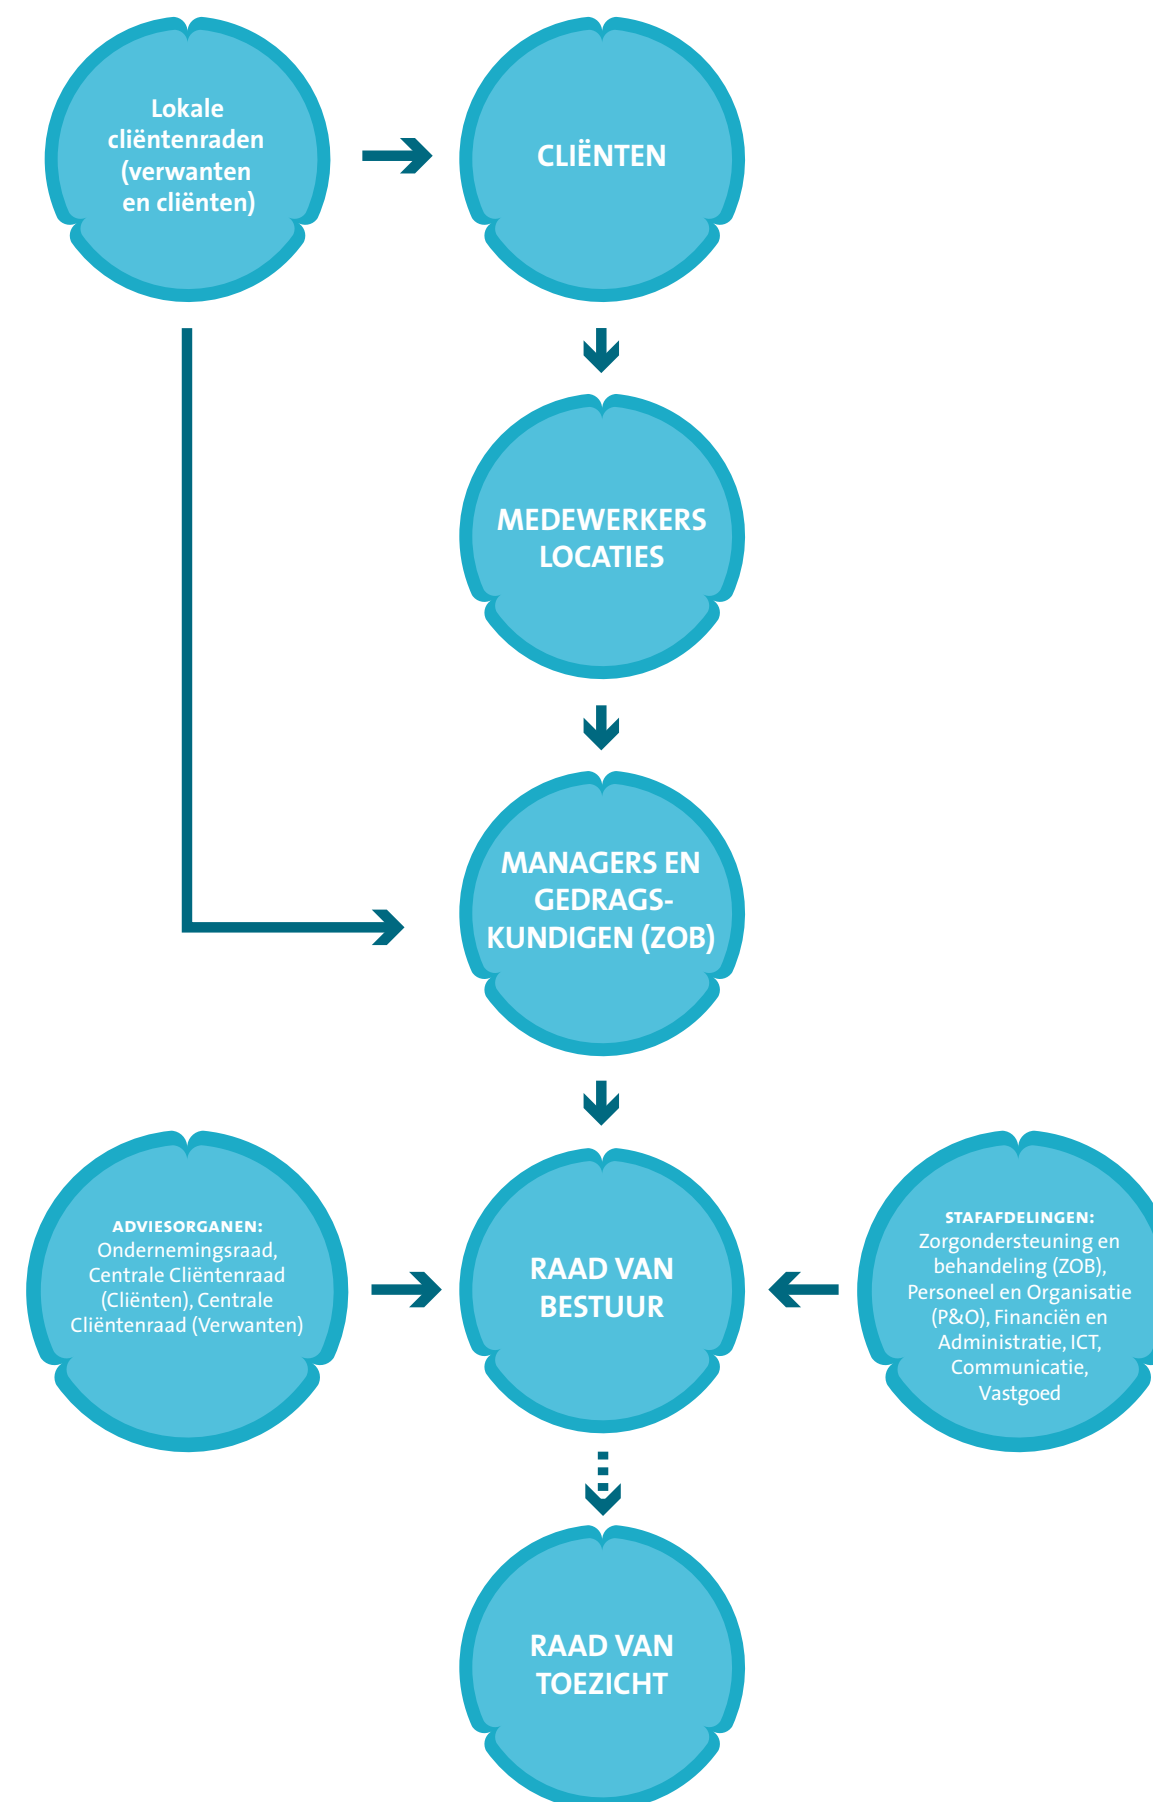 Lokale
cliëntenraden
(verwanten
en cliënten)
CLIËNTEN
MEDEWERKERS
LOCATIES
MANAGERS EN
GEDRAGS-
KUNDIGEN (ZOB)
ADVIESORGANEN:
Ondernemingsraad,
Centrale Cliëntenraad
(Cliënten), Centrale
Cliëntenraad (Verwanten)
RAAD VAN
BESTUUR
STAFAFDELINGEN:
Zorgondersteuning en
behandeling (ZOB),
Personeel en Organisatie
(P&O), Financiën en
Administratie, ICT,
Communicatie,
Vastgoed
RAAD VAN
TOEZICHT